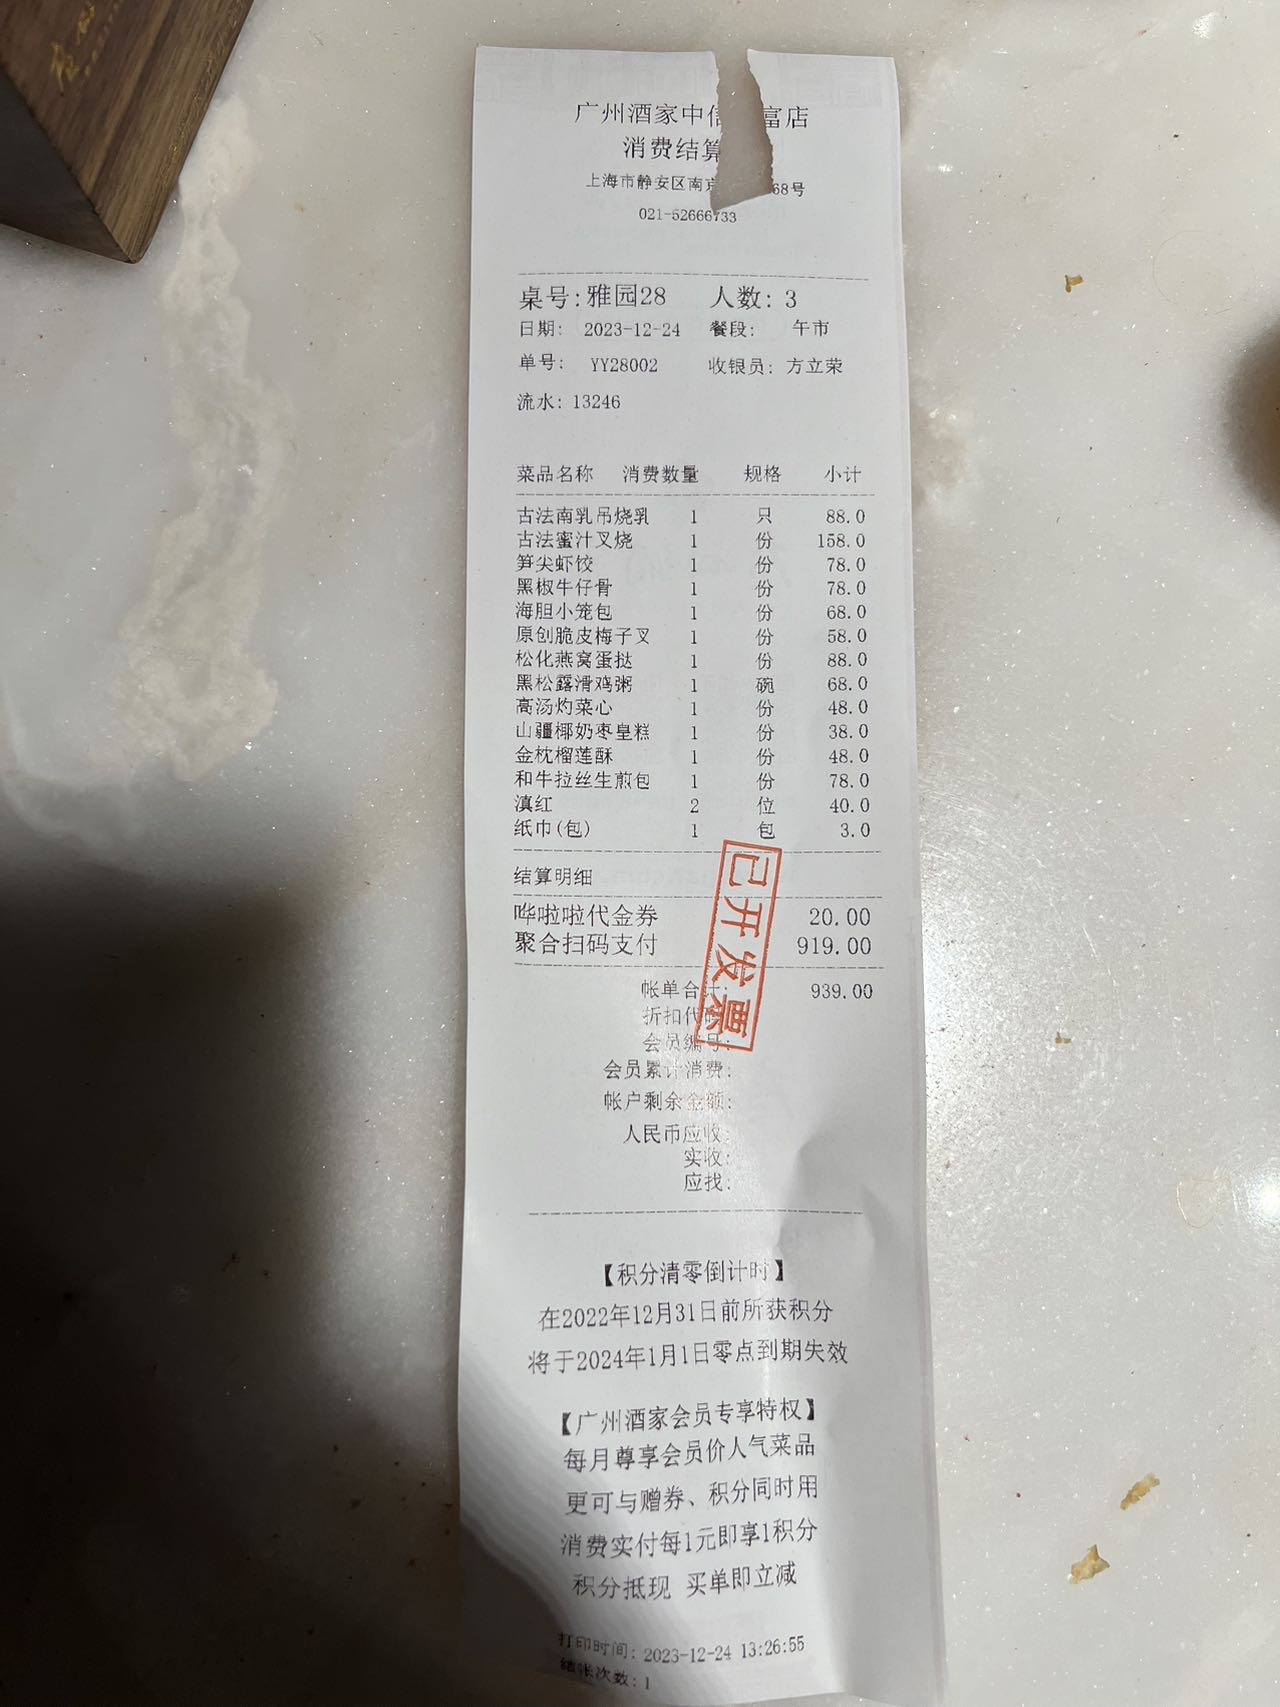 广州酒家中信 富店
消费结算
上海市静安区南京 68号
021-52666733
桌号:雅园28 人数: 3
日期: 2023-12-24 餐段: 午市
单号: YY28002 收银员: 方立荣
流水: 13246
菜品名称 消费数量 规格 小计
古法南乳吊烧乳 1 只 88.0
古法蜜汁叉烧 1 份 158.0
笋尖虾饺 1 份 78.0
黑椒牛仔骨 1 份 78.0
海胆小笼包 1 份 68.0
原创脆皮梅子叉 1 份 58.0
松化燕窝蛋挞 1 份 88.0
黑松露滑鸡粥 1 碗 68.0
高汤灼菜心 1 份 48.0
山疆椰奶枣皇糕 1 份 38.0
金枕榴莲酥 1 份 48.0
和牛拉丝生煎包 1 份 78.0
滇红 2 位 40.0
纸巾(包) 1 包 3.0
结算明细
哗啦啦代金券 20.00
聚合扫码支付 919.00
已开发票
帐单合计: 939.00
折扣代码:
会员编号:
会员累计消费:
帐户剩余金额:
人民币应收:
实收:
应找:
【积分清零倒计时】
在2022年12月31日前所获积分
将于2024年1月1日零点到期失效
【广州酒家会员专享特权】
每月尊享会员价人气菜品
更可与赠券、积分同时用
消费实付每1元即享1积分
积分抵现 买单即立减
打印时间: 2023-12-24 13:26:55
结帐次数: 1